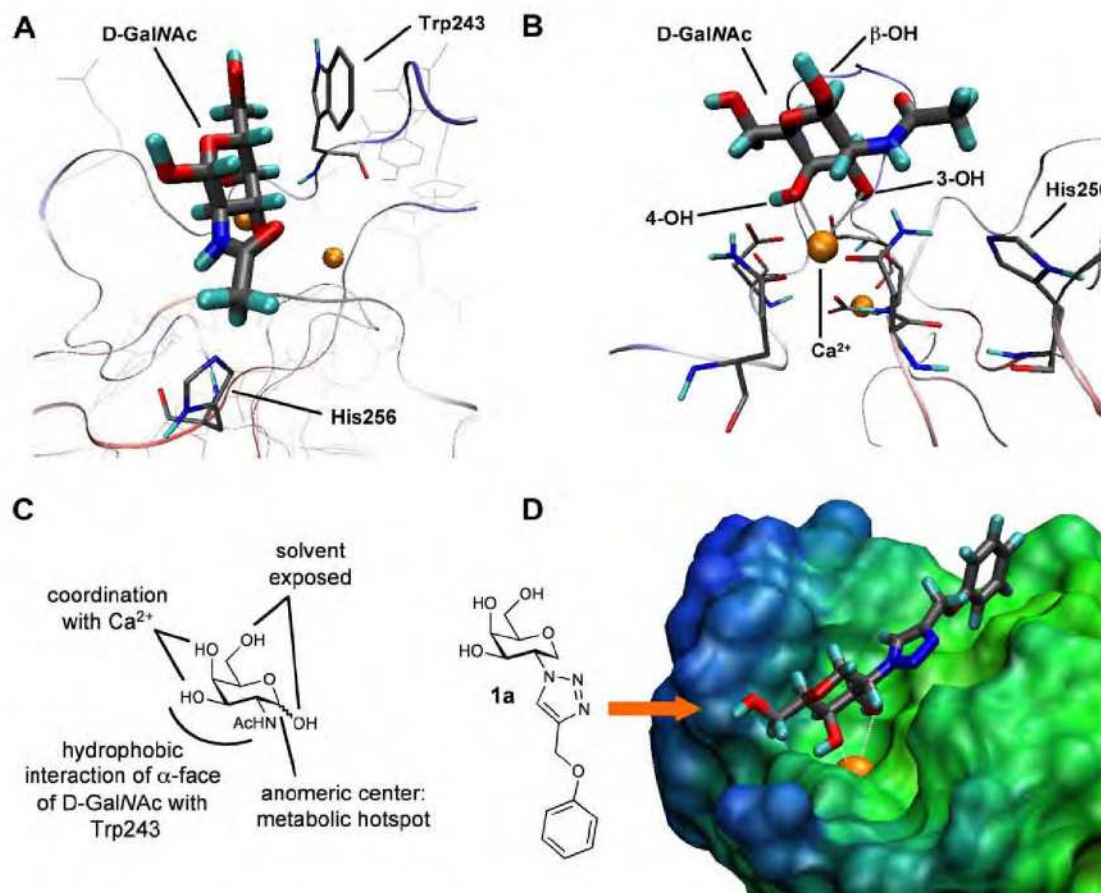 A
D-GalNAc
Trp243
His256
B
D-GalNAc
β-OH
3-OH
4-OH
His256
Ca²⁺
C
solvent
exposed
coordination
with Ca²⁺
OH
HO
O
HO
AcHN
OH
hydrophobic
interaction of α-face
of D-GalNAc with
Trp243
anomeric center:
metabolic hotspot
D
OH
HO
O
HO
N
N
N
1a
O